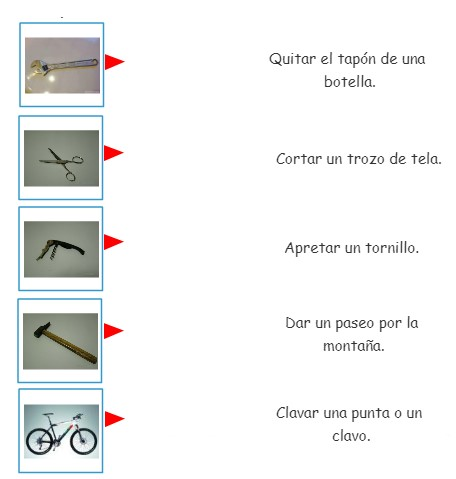 Quitar el tapón de una
botella.
Cortar un trozo de tela.
Apretar un tornillo.
Dar un paseo por la
montaña.
Clavar una punta o un
clavo.